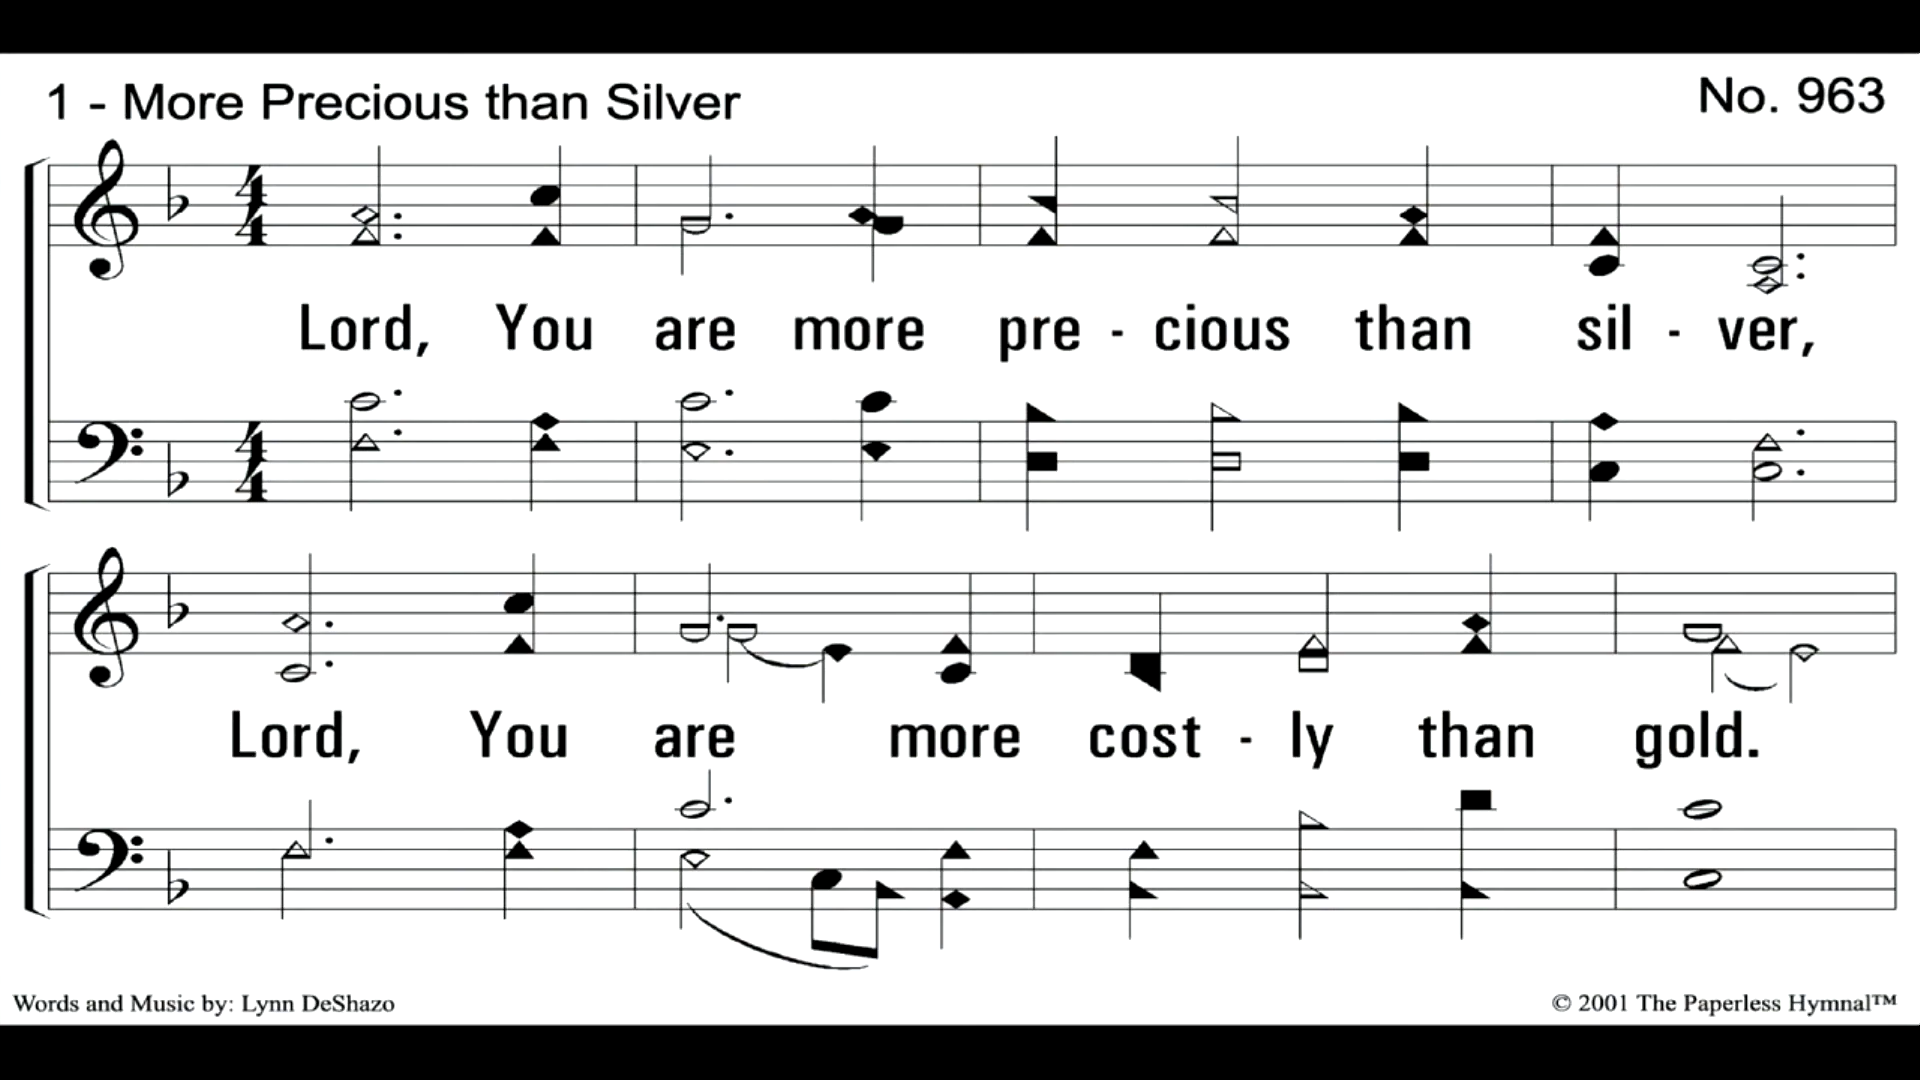 1 - More Precious than Silver
No. 963
Lord, You are more pre - cious than sil - ver,
Lord, You are more cost - ly than gold.
Words and Music by: Lynn DeShazo
© 2001 The Paperless Hymnal™